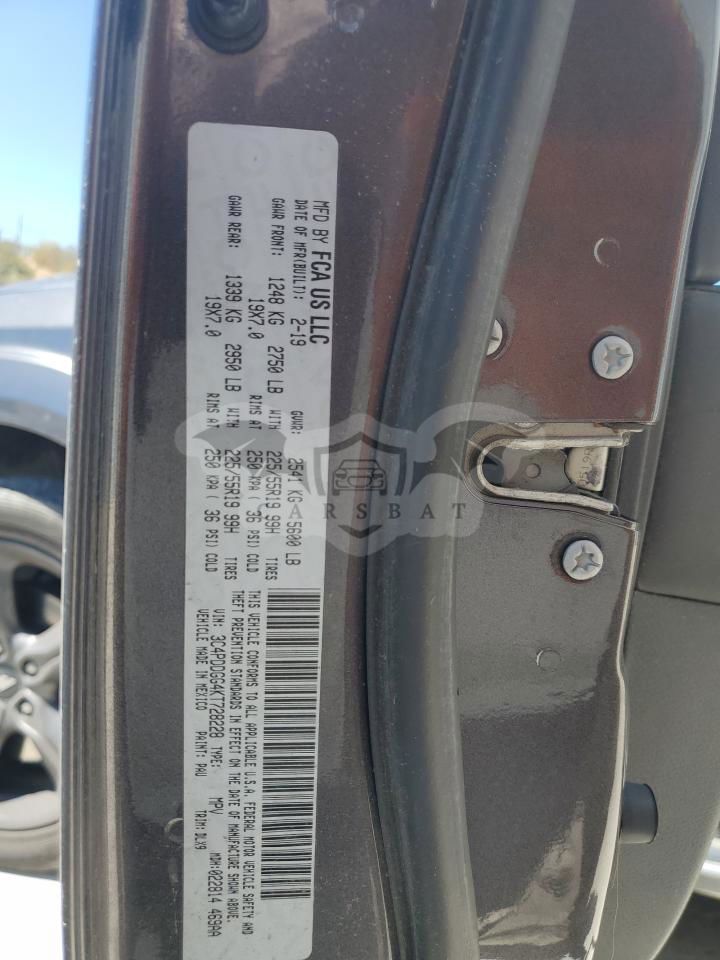 MFD BY FCA US LLC
DATE OF MFR(BUILT): 2-19 GVWR: 2541 KG ( 5600 LB
GAWR FRONT: 1248 KG 2750 LB WITH 225/55R19 99H TIRES
19X7.0 RIMS AT 250 KPA ( 36 PSI) COLD
GAWR REAR: 1339 KG 2950 LB WITH 225/55R19 99H TIRES
19X7.0 RIMS AT 250 KPA ( 36 PSI) COLD
THIS VEHICLE CONFORMS TO ALL APPLICABLE U.S.A. FEDERAL MOTOR VEHICLE SAFETY AND
THEFT PREVENTION STANDARDS IN EFFECT ON THE DATE OF MANUFACTURE SHOWN ABOVE.
VIN: 3C4PDDGG4KT728228 TYPE: MPV MDH:022814 469AA
VEHICLE MADE IN MEXICO PAINT: PAU TRIM: DLX9
CARSBAT